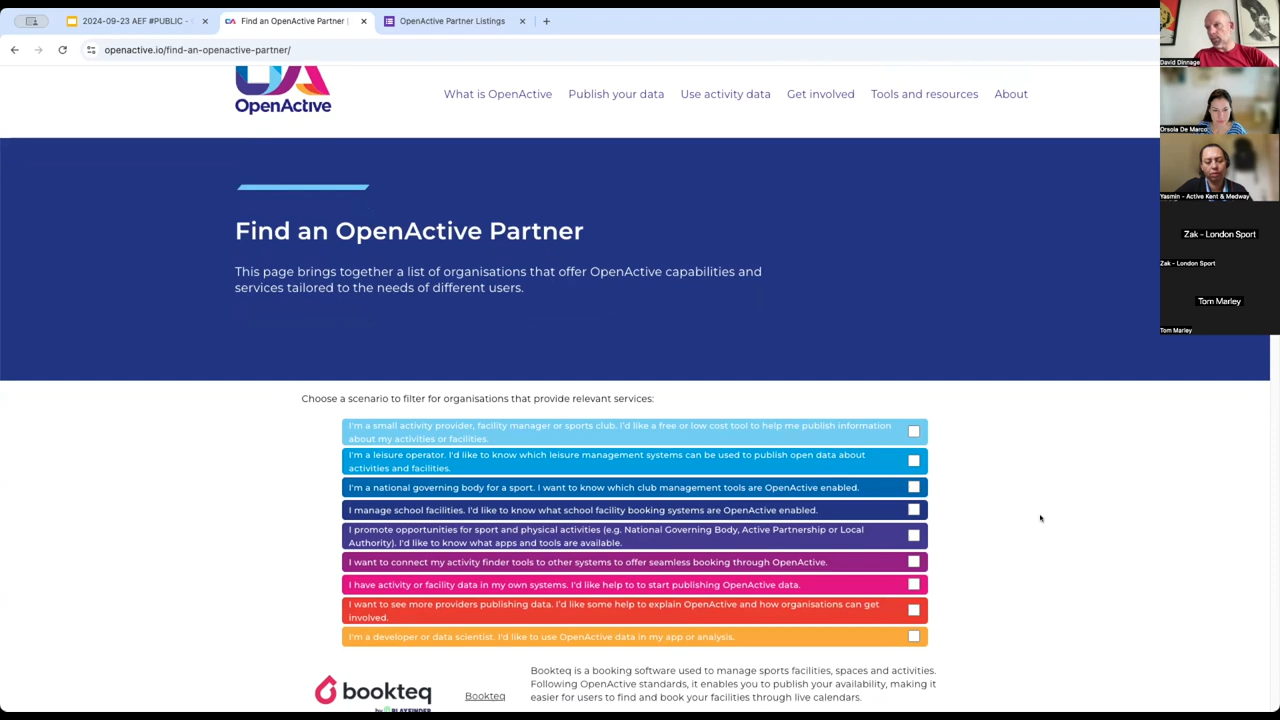 2024-09-23 AEF #PUBLIC -
Find an OpenActive Partner |
OpenActive Partner Listings
openactive.io/find-an-openactive-partner/
OpenActive
What is OpenActive
Publish your data
Use activity data
Get involved
Tools and resources
About
Find an OpenActive Partner
This page brings together a list of organisations that offer OpenActive capabilities and
services tailored to the needs of different users.
Choose a scenario to filter for organisations that provide relevant services:
I'm a small activity provider, facility manager or sports club. I'd like a free or low cost tool to help me publish information
about my activities or facilities.
I'm a leisure operator. I'd like to know which leisure management systems can be used to publish open data about
activities and facilities.
I'm a national governing body for a sport. I want to know which club management tools are OpenActive enabled.
I manage school facilities. I'd like to know what school facility booking systems are OpenActive enabled.
I promote opportunities for sport and physical activities (e.g. National Governing Body, Active Partnership or Local
Authority). I'd like to know what apps and tools are available.
I want to connect my activity finder tools to other systems to offer seamless booking through OpenActive.
I have activity or facility data in my own systems. I'd like help to to start publishing OpenActive data.
I want to see more providers publishing data. I'd like some help to explain OpenActive and how organisations can get
involved.
I'm a developer or data scientist. I'd like to use OpenActive data in my app or analysis.
bookteq
by PLAYFINDER
Bookteq
Bookteq is a booking software used to manage sports facilities, spaces and activities.
Following OpenActive standards, it enables you to publish your availability, making it
easier for users to find and book your facilities through live calendars.
David Dinnage
Orsola De Marco
Yasmin - Active Kent & Medway
Zak - London Sport
Zak - London Sport
Tom Marley
Tom Marley